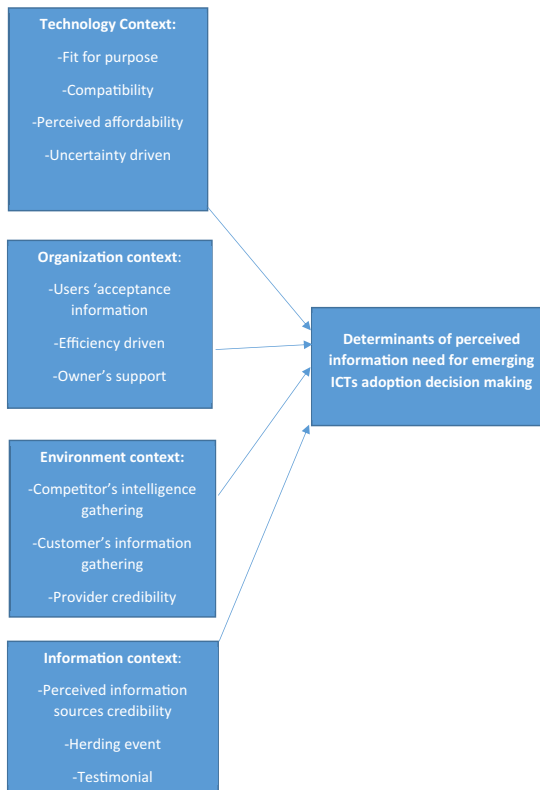 Technology Context:
-Fit for purpose
-Compatibility
-Perceived affordability
-Uncertainty driven
Organization context:
-Users 'acceptance
information
-Efficiency driven
-Owner's support
Environment context:
-Competitor's intelligence
gathering
-Customer's information
gathering
-Provider credibility
Information context:
-Perceived information
sources credibility
-Herding event
-Testimonial
Determinants of perceived
information need for emerging
ICTs adoption decision making